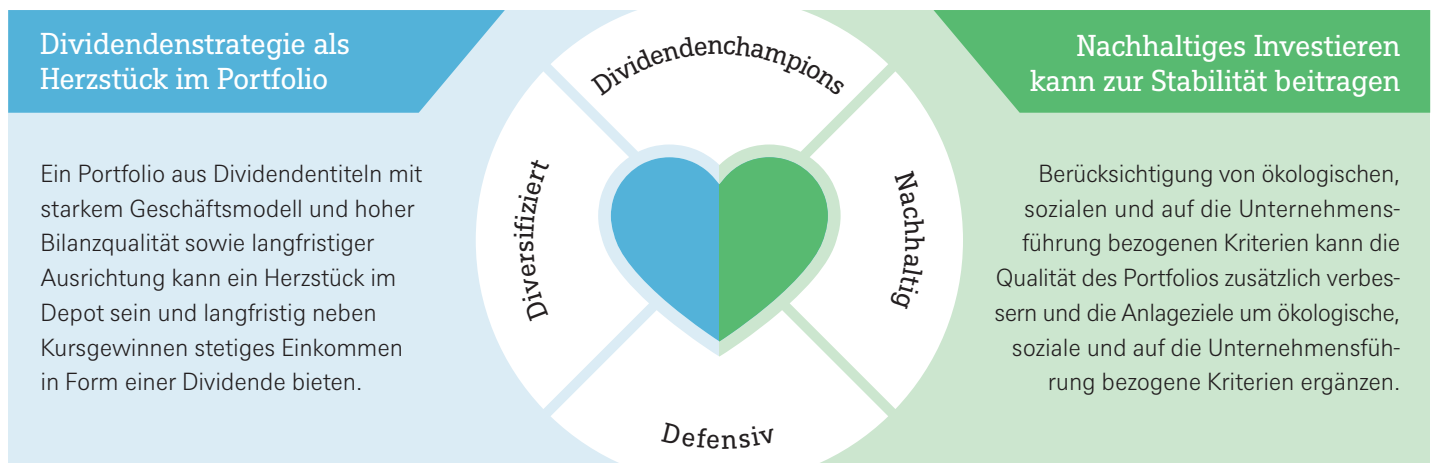 Dividendenstrategie als
Herzstück im Portfolio
Ein Portfolio aus Dividendentiteln mit
starkem Geschäftsmodell und hoher
Bilanzqualität sowie langfristiger
Ausrichtung kann ein Herzstück im
Depot sein und langfristig neben
Kursgewinnen stetiges Einkommen
in Form einer Dividende bieten.
Dividendenchampions
Diversifiziert
Nachhaltig
Defensiv
Nachhaltiges Investieren
kann zur Stabilität beitragen
Berücksichtigung von ökologischen,
sozialen und auf die Unternehmens-
führung bezogenen Kriterien kann die
Qualität des Portfolios zusätzlich verbes-
sern und die Anlageziele um ökologische,
soziale und auf die Unternehmensfüh-
rung bezogene Kriterien ergänzen.